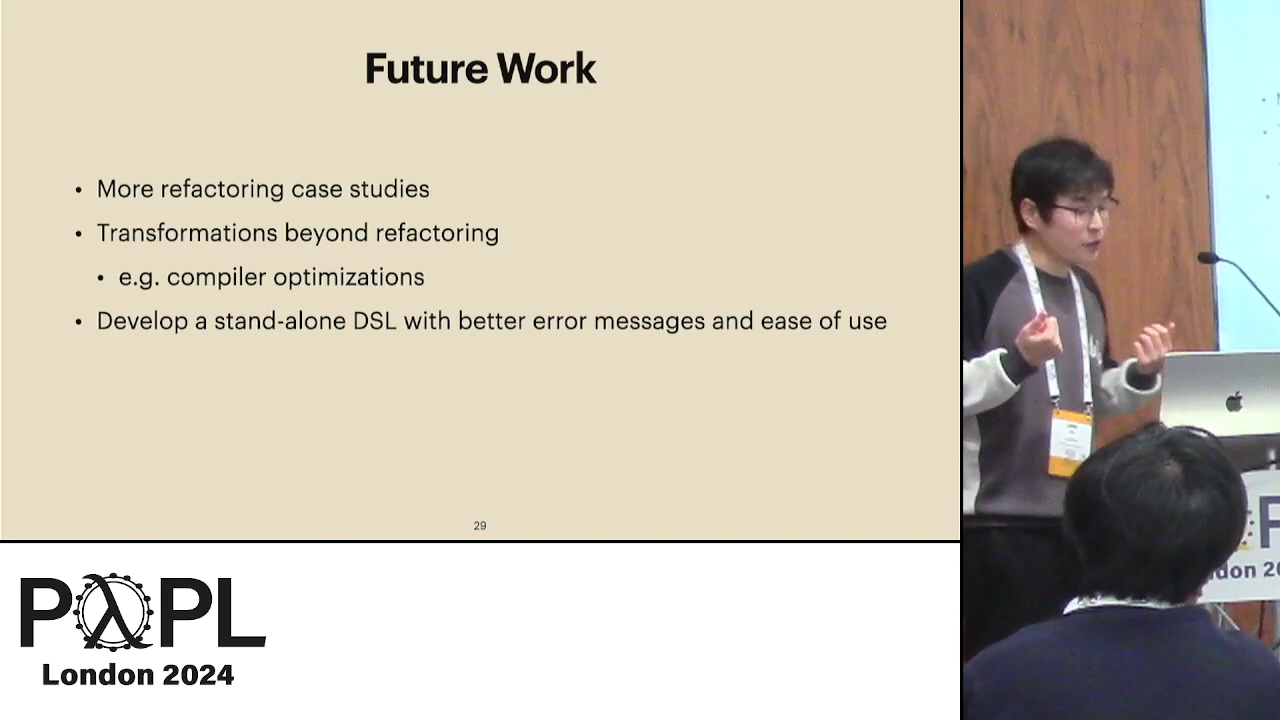 Future Work
• More refactoring case studies
• Transformations beyond refactoring
• e.g. compiler optimizations
• Develop a stand-alone DSL with better error messages and ease of use
29
PλPL
London 2024